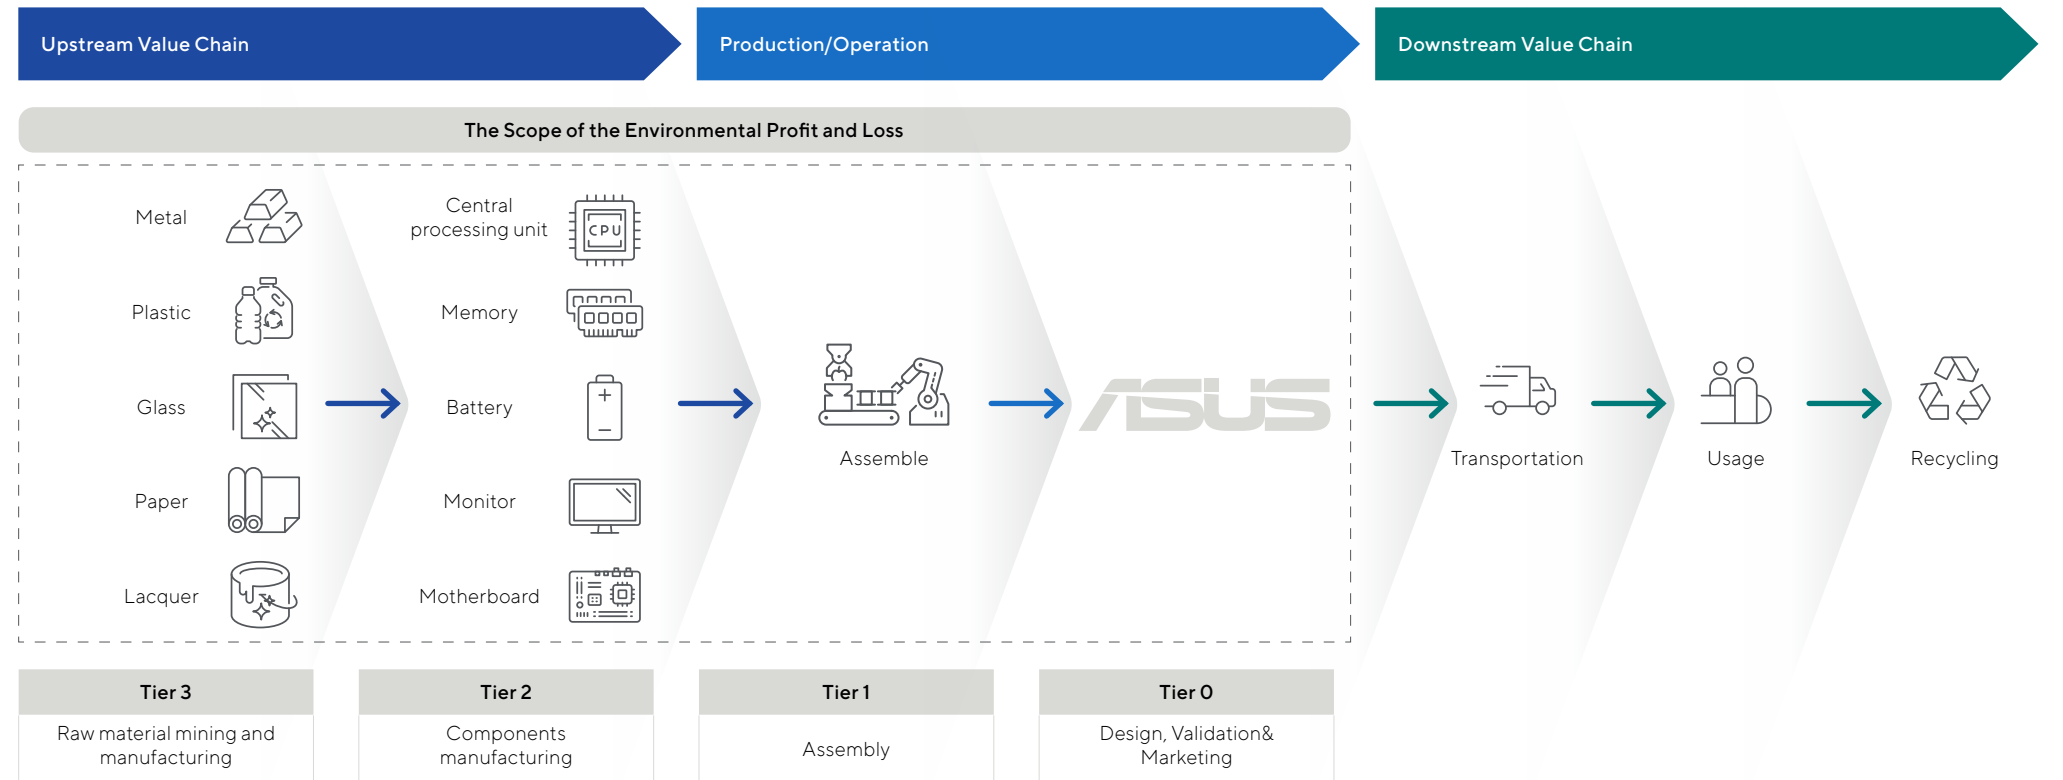 Upstream Value Chain
Production/Operation
Downstream Value Chain
The Scope of the Environmental Profit and Loss
Metal
Plastic
Glass
Paper
Lacquer
Central
processing unit
CPU
Memory
Battery
Monitor
Motherboard
Assemble
ASUS
Transportation
Usage
Recycling
Tier 3
Raw material mining and
manufacturing
Tier 2
Components
manufacturing
Tier 1
Assembly
Tier 0
Design, Validation&
Marketing